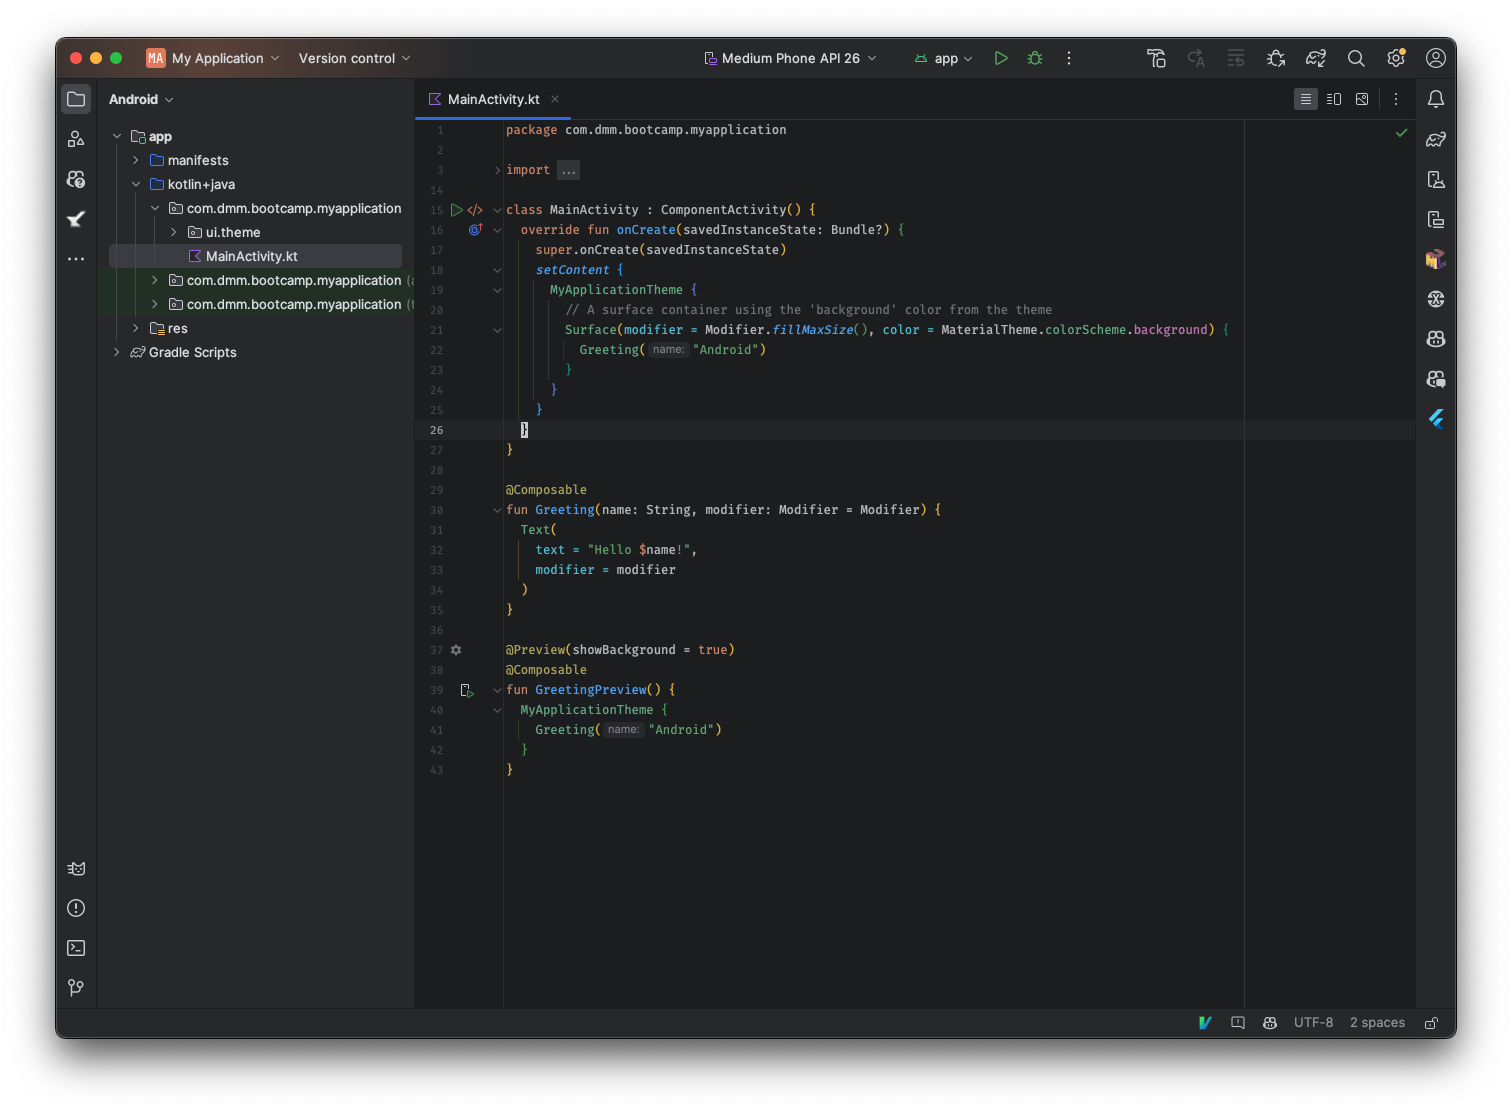 MA My Application Version control Medium Phone API 26 app
Android
app
manifests
kotlin+java
com.dmm.bootcamp.myapplication
ui.theme
MainActivity.kt
com.dmm.bootcamp.myapplication (a
com.dmm.bootcamp.myapplication (t
res
Gradle Scripts
MainActivity.kt
1 package com.dmm.bootcamp.myapplication
2
3 import ...
14
15 </> class MainActivity : ComponentActivity() {
16 override fun onCreate(savedInstanceState: Bundle?) {
17 super.onCreate(savedInstanceState)
18 setContent {
19 MyApplicationTheme {
20 // A surface container using the 'background' color from the theme
21 Surface(modifier = Modifier.fillMaxSize(), color = MaterialTheme.colorScheme.background) {
22 Greeting( name: "Android")
23 }
24 }
25 }
26 }
27 }
28
29 @Composable
30 fun Greeting(name: String, modifier: Modifier = Modifier) {
31 Text(
32 text = "Hello $name!",
33 modifier = modifier
34 )
35 }
36
37 @Preview(showBackground = true)
38 @Composable
39 fun GreetingPreview() {
40 MyApplicationTheme {
41 Greeting( name: "Android")
42 }
43 }
UTF-8 2 spaces